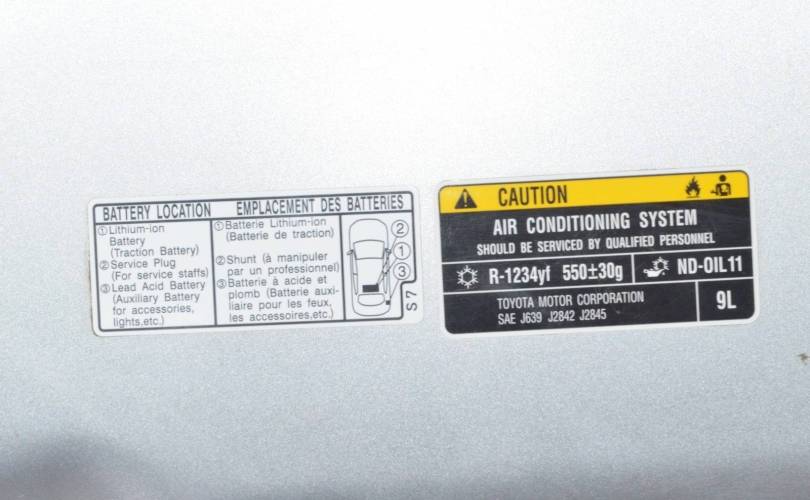 BATTERY LOCATION
①Lithium-ion
Battery
(Traction Battery)
②Service Plug
(For service staffs)
③Lead Acid Battery
(Auxiliary Battery
for accessories,
lights,etc.)
EMPLACEMENT DES BATTERIES
①Batterie Lithium-ion
(Batterie de traction)
②Shunt (à manipuler
par un professionnel)
③Batterie à acide et
plomb (Batterie auxi-
liaire pour les feux,
les accessoires,etc.)
②
①
③
S7
CAUTION
AIR CONDITIONING SYSTEM
SHOULD BE SERVICED BY QUALIFIED PERSONNEL
R-1234yf 550±30g
ND-OIL11
TOYOTA MOTOR CORPORATION
SAE J639 J2842 J2845
9L